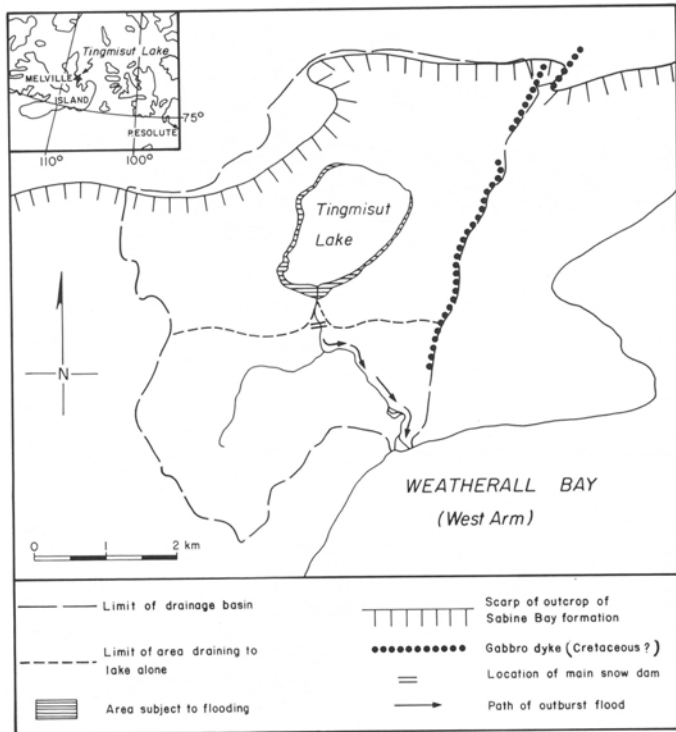 Tingmisut Lake
MELVILLE
ISLAND
75°
RESOLUTE
110°
100°
Tingmisut
Lake
N
WEATHERALL BAY
(West Arm)
0 1 2 km
Limit of drainage basin
Limit of area draining to
lake alone
Area subject to flooding
Scarp of outcrop of
Sabine Bay formation
Gabbro dyke (Cretaceous ?)
Location of main snow dam
Path of outburst flood